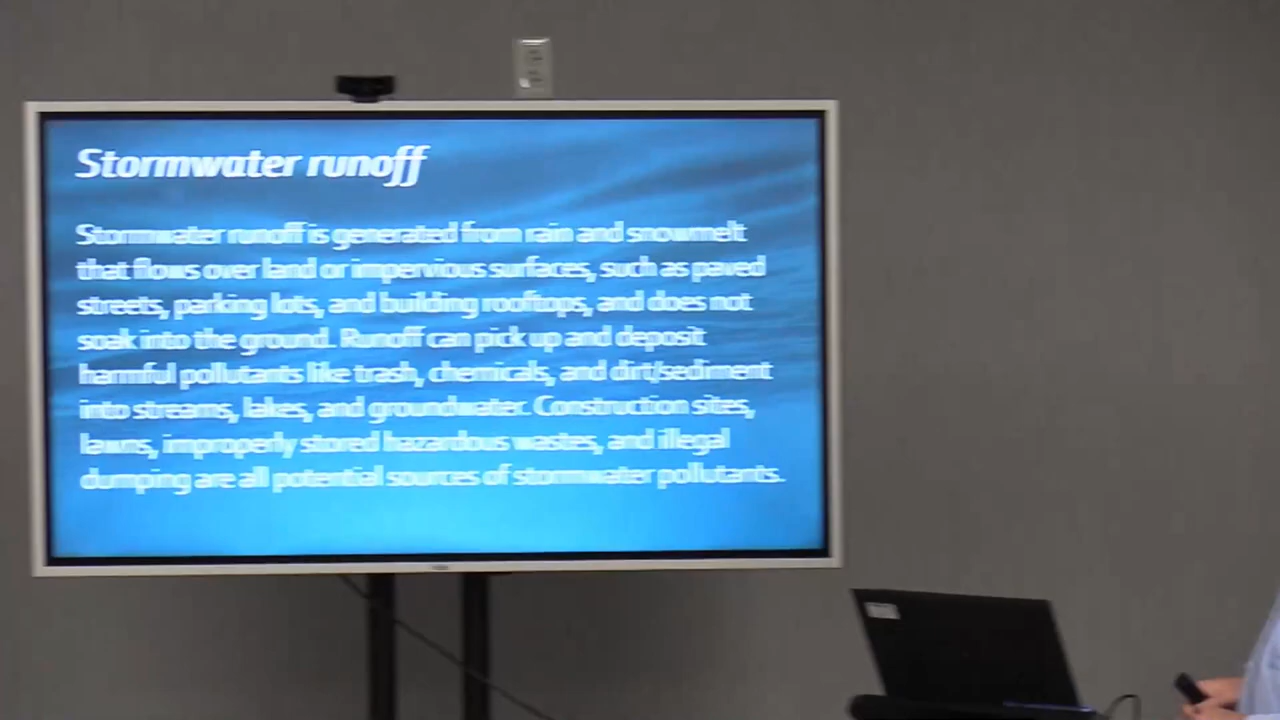 Stormwater runoff
Stormwater runoff is generated from rain and snowmelt
that flows over land or impervious surfaces, such as paved
streets, parking lots, and building rooftops, and does not
soak into the ground. Runoff can pick up and deposit
harmful pollutants like trash, chemicals, and dirt/sediment
into streams, lakes, and groundwater. Construction sites,
lawns, improperly stored hazardous wastes, and illegal
dumping are all potential sources of stormwater pollutants.